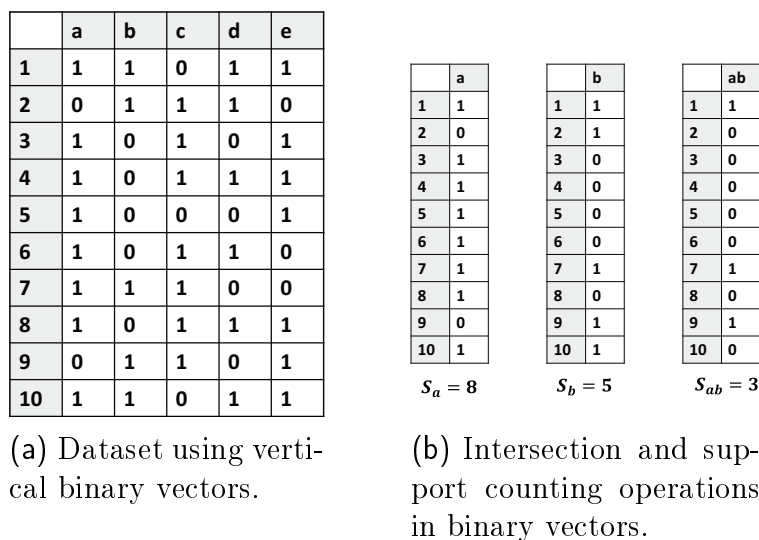 a b c d e
1 1 1 0 1 1
2 0 1 1 1 0
3 1 0 1 0 1
4 1 0 1 1 1
5 1 0 0 0 1
6 1 0 1 1 0
7 1 1 1 0 0
8 1 0 1 1 1
9 0 1 1 0 1
10 1 1 0 1 1
(a) Dataset using verti-
cal binary vectors.
a
1 1
2 0
3 1
4 1
5 1
6 1
7 1
8 1
9 0
10 1
S_a = 8
b
1 1
2 1
3 0
4 0
5 0
6 0
7 1
8 0
9 1
10 1
S_b = 5
ab
1 1
2 0
3 0
4 0
5 0
6 0
7 1
8 0
9 1
10 0
S_ab = 3
(b) Intersection and sup-
port counting operations
in binary vectors.